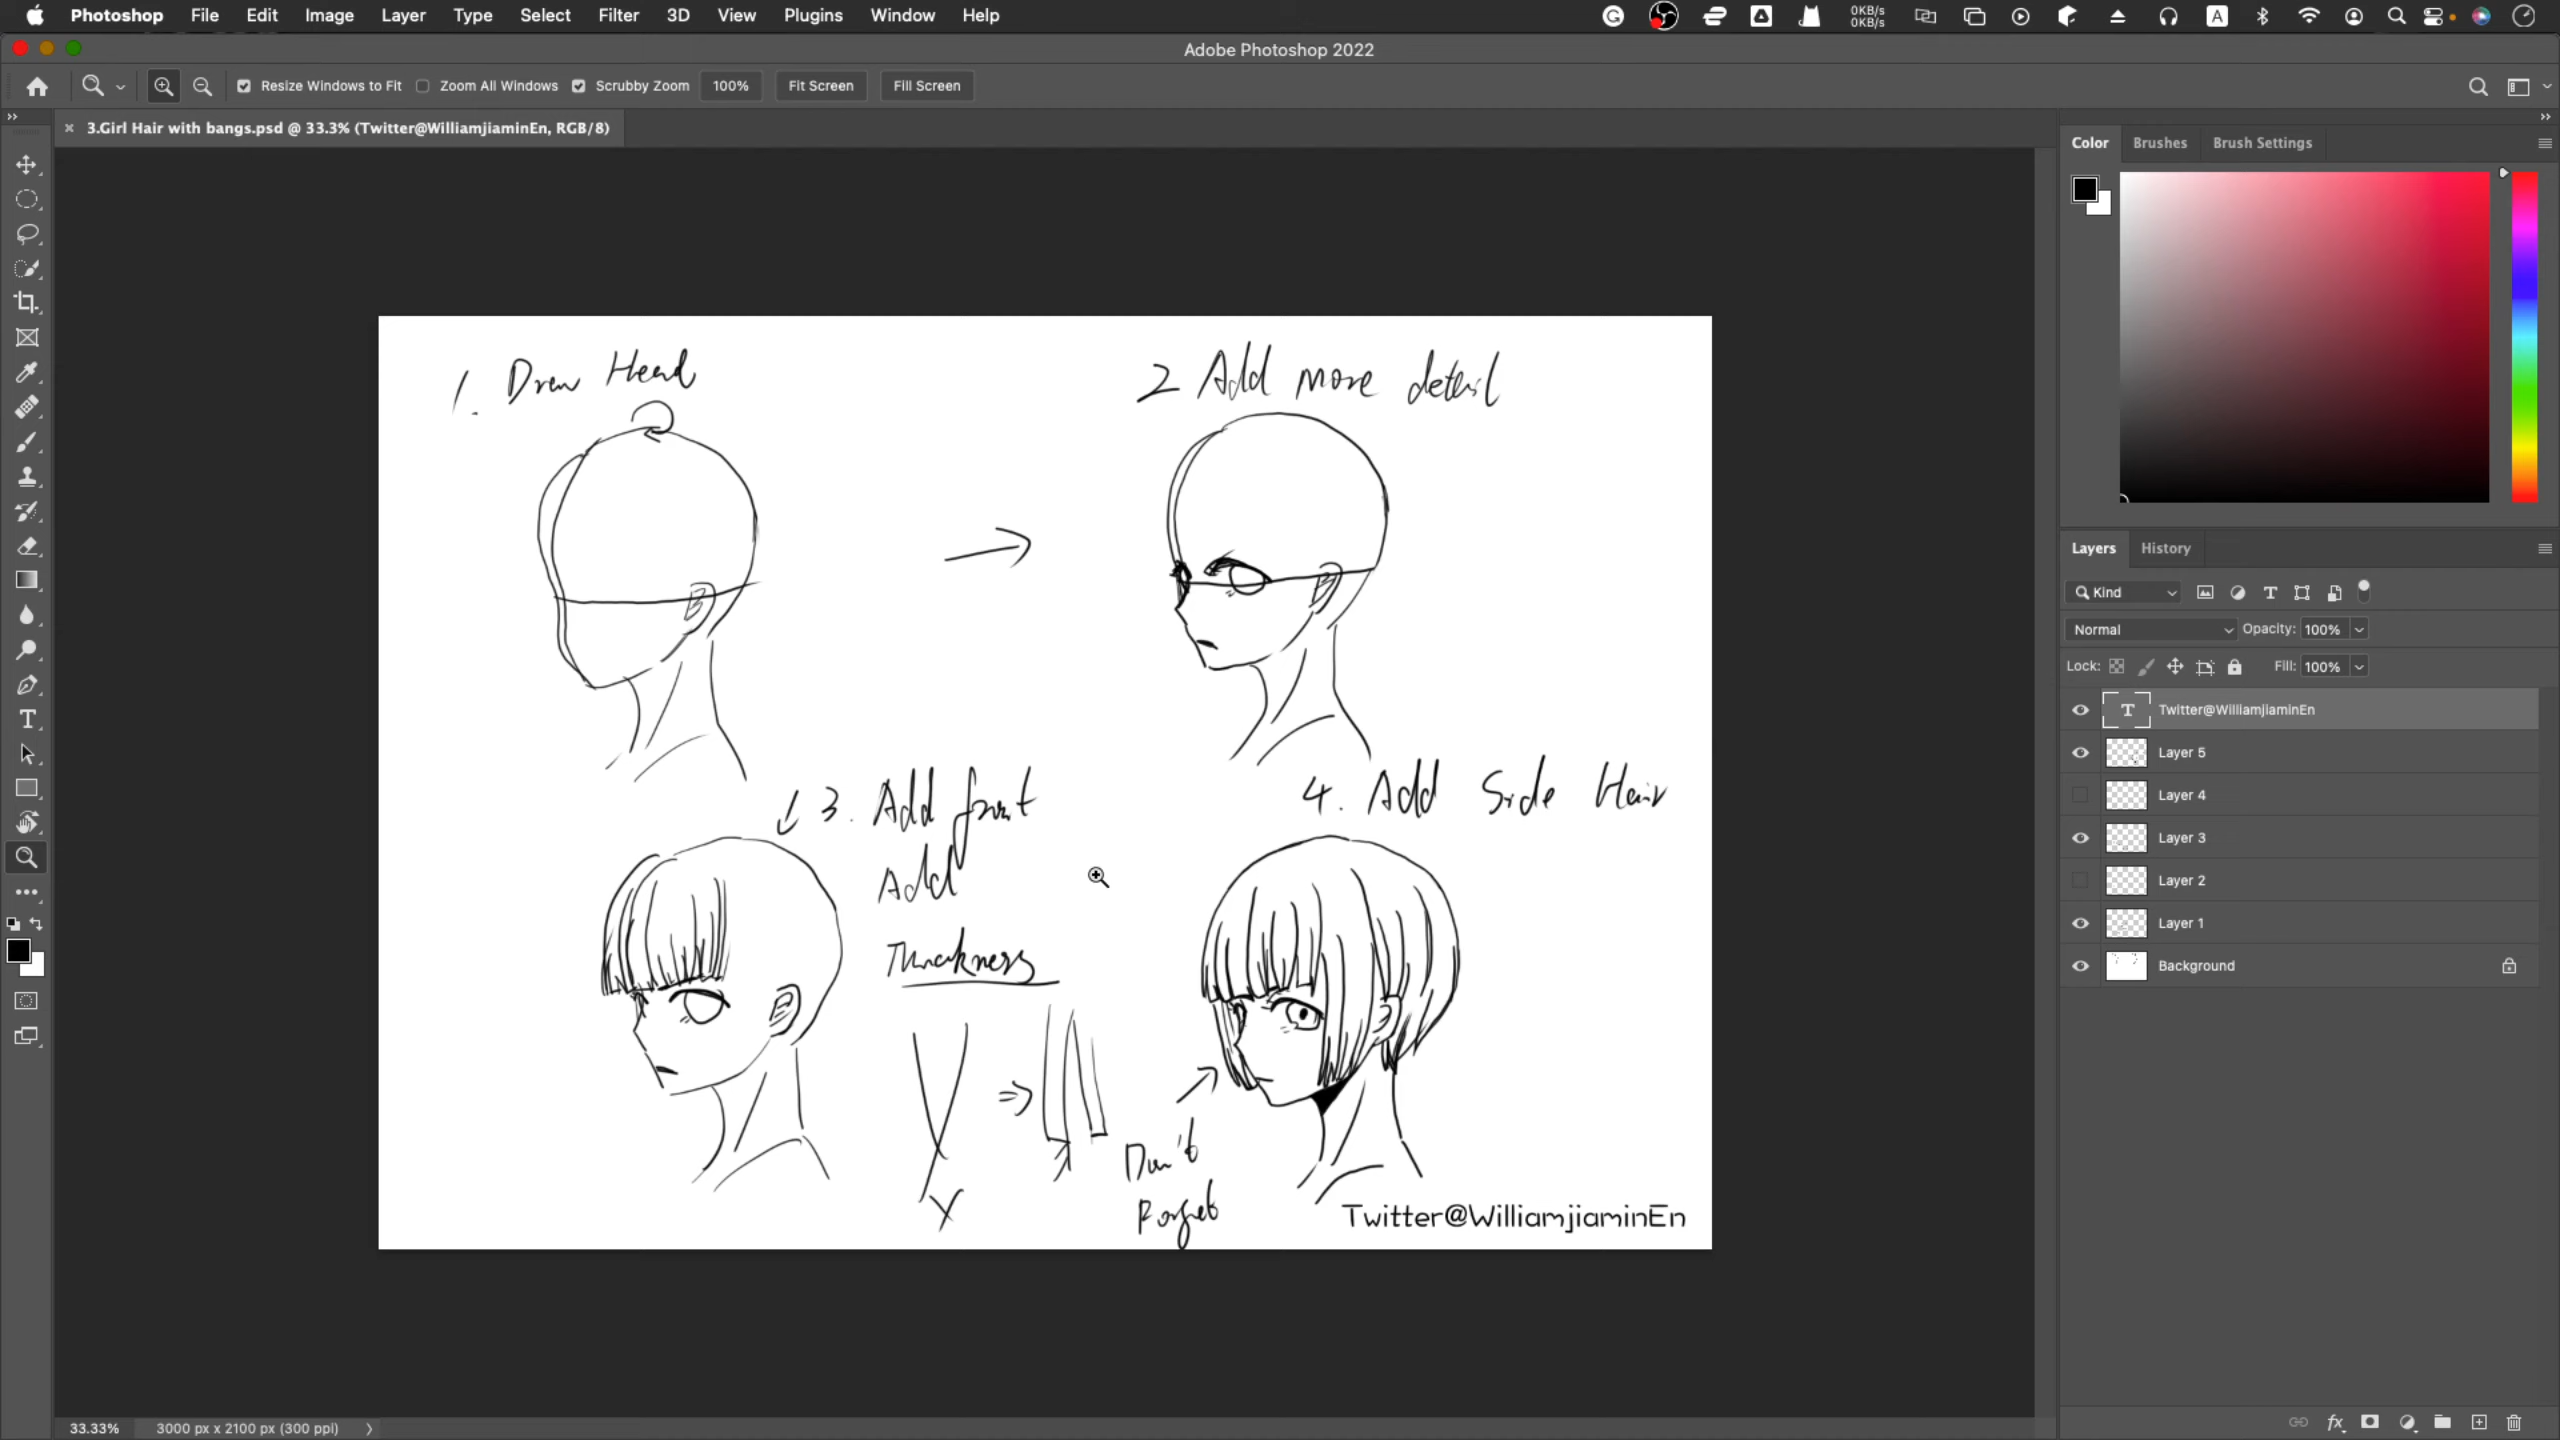 Photoshop File Edit Image Layer Type Select Filter 3D View Plugins Window Help
0KB/s
0KB/s
A
Adobe Photoshop 2022
Resize Windows to Fit Zoom All Windows Scrubby Zoom 100% Fit Screen Fill Screen
3.Girl Hair with bangs.psd @ 33.3% (Twitter@WilliamjiaminEn, RGB/8)
Color Brushes Brush Settings
1. Draw Head
2 Add more detail
3. Add front
Add
Thickness
4. Add Side Hair
Don't
Forget
Twitter@WilliamjiaminEn
Layers History
Kind
Normal Opacity: 100%
Lock: Fill: 100%
Twitter@WilliamjiaminEn
Layer 5
Layer 4
Layer 3
Layer 2
Layer 1
Background
33.33% 3000 px x 2100 px (300 ppi)